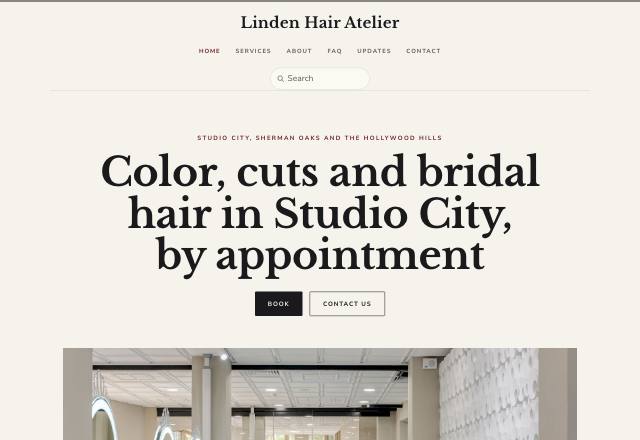 Linden Hair Atelier
HOME SERVICES ABOUT FAQ UPDATES CONTACT
Search
STUDIO CITY, SHERMAN OAKS AND THE HOLLYWOOD HILLS
Color, cuts and bridal
hair in Studio City,
by appointment
BOOK CONTACT US